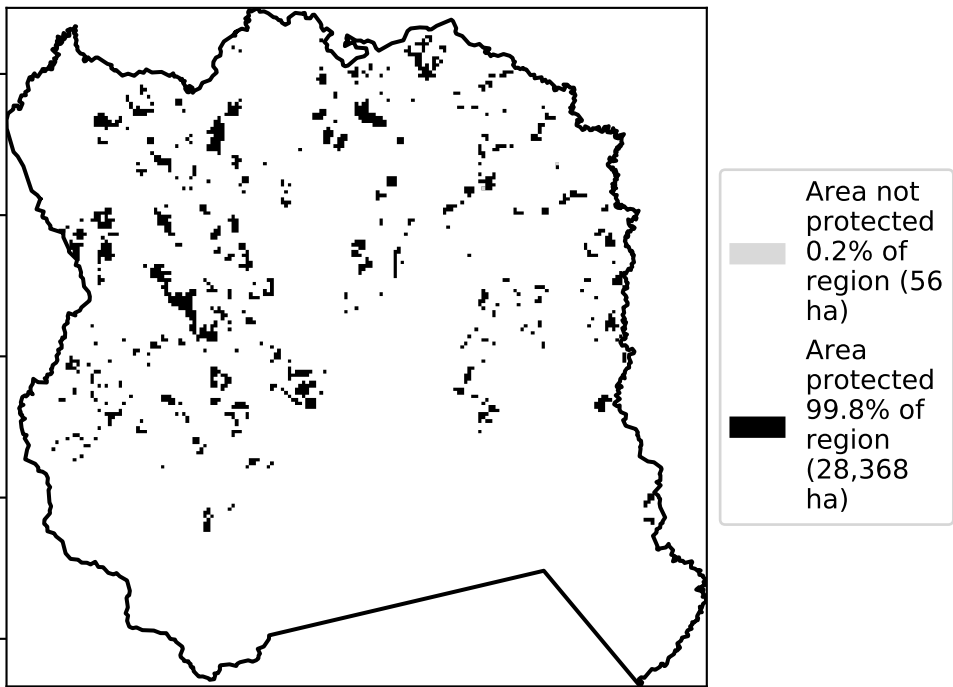 Area not
protected
0.2% of
region (56
ha)
Area
protected
99.8% of
region
(28,368
ha)